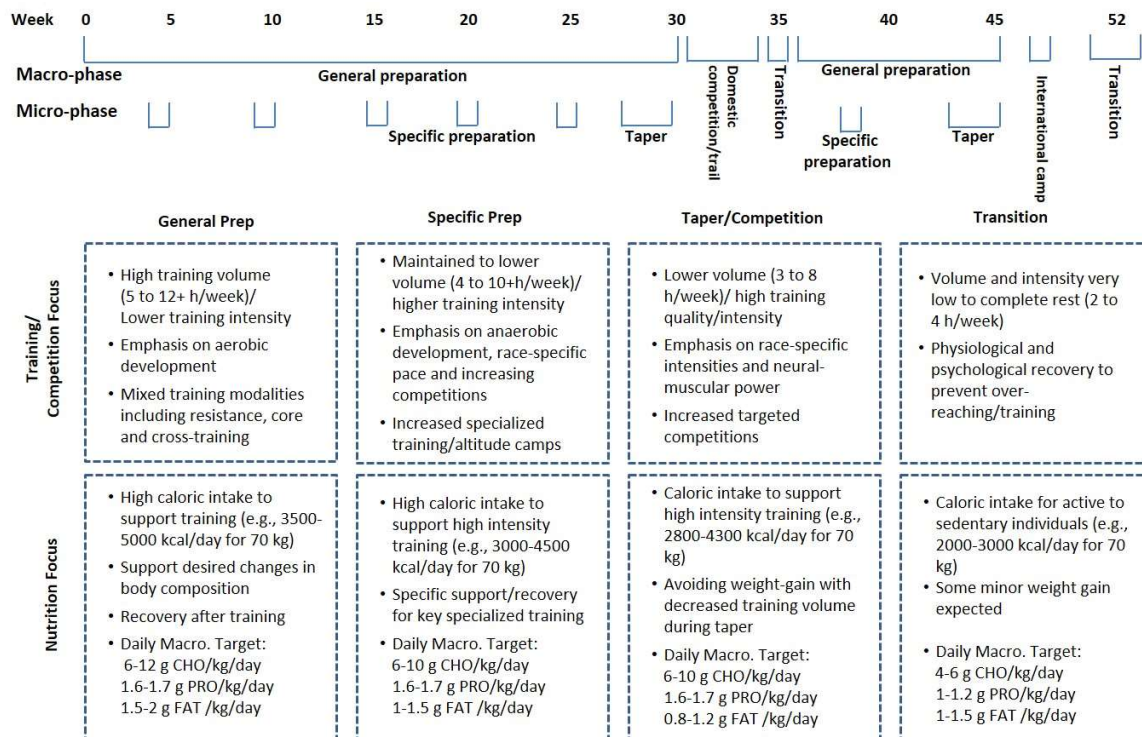 Week 0 5 10 15 20 25 30 35 40 45 52
Macro-phase
General preparation
Domestic
competition/trail
Transition
General preparation
International camp
Transition
Micro-phase
Specific preparation
Taper
Specific
preparation
Taper
General Prep
Specific Prep
Taper/Competition
Transition
Training/
Competition Focus
• High training volume
(5 to 12+ h/week)/
Lower training intensity
• Emphasis on aerobic
development
• Mixed training modalities
including resistance, core
and cross-training
• Maintained to lower
volume (4 to 10+h/week)/
higher training intensity
• Emphasis on anaerobic
development, race-specific
pace and increasing
competitions
• Increased specialized
training/altitude camps
• Lower volume (3 to 8
h/week)/ high training
quality/intensity
• Emphasis on race-specific
intensities and neural-
muscular power
• Increased targeted
competitions
• Volume and intensity very
low to complete rest (2 to
4 h/week)
• Physiological and
psychological recovery to
prevent over-
reaching/training
Nutrition Focus
• High caloric intake to
support training (e.g., 3500-
5000 kcal/day for 70 kg)
• Support desired changes in
body composition
• Recovery after training
• Daily Macro. Target:
6-12 g CHO/kg/day
1.6-1.7 g PRO/kg/day
1.5-2 g FAT /kg/day
• High caloric intake to
support high intensity
training (e.g., 3000-4500
kcal/day for 70 kg)
• Specific support/recovery
for key specialized training
• Daily Macro. Target:
6-10 g CHO/kg/day
1.6-1.7 g PRO/kg/day
1-1.5 g FAT /kg/day
• Caloric intake to support
high intensity training (e.g.,
2800-4300 kcal/day for 70
kg)
• Avoiding weight-gain with
decreased training volume
during taper
• Daily Macro. Target:
6-10 g CHO/kg/day
1.6-1.7 g PRO/kg/day
0.8-1.2 g FAT /kg/day
• Caloric intake for active to
sedentary individuals (e.g.,
2000-3000 kcal/day for 70
kg)
• Some minor weight gain
expected
• Daily Macro. Target:
4-6 g CHO/kg/day
1-1.2 g PRO/kg/day
1-1.5 g FAT /kg/day